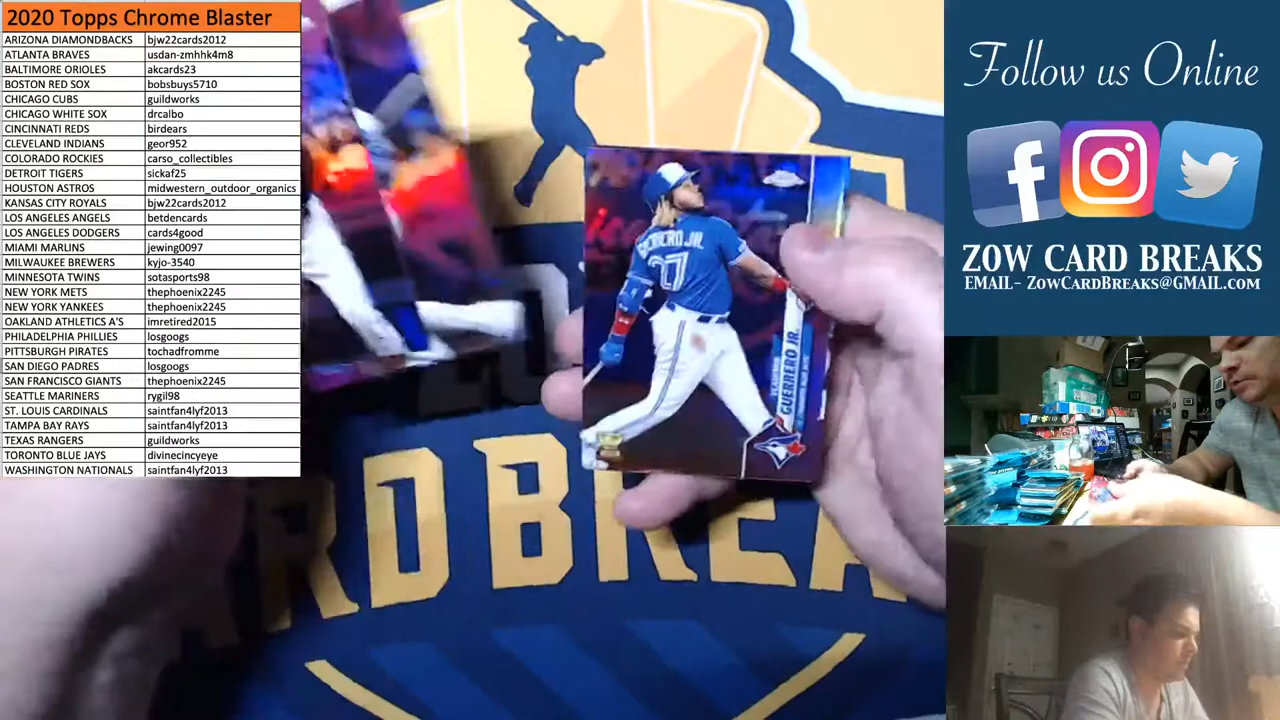 2020 Topps Chrome Blaster
ARIZONA DIAMONDBACKS bjw22cards2012
ATLANTA BRAVES usdan-zmhhk4m8
BALTIMORE ORIOLES akcards23
BOSTON RED SOX bobsbuys5710
CHICAGO CUBS guildworks
CHICAGO WHITE SOX drcalbo
CINCINNATI REDS birdears
CLEVELAND INDIANS geor952
COLORADO ROCKIES carso_collectibles
DETROIT TIGERS sickaf25
HOUSTON ASTROS midwestern_outdoor_organics
KANSAS CITY ROYALS bjw22cards2012
LOS ANGELES ANGELS betdencards
LOS ANGELES DODGERS cards4good
MIAMI MARLINS jewing0097
MILWAUKEE BREWERS kyjo-3540
MINNESOTA TWINS sotasports98
NEW YORK METS thephoenix2245
NEW YORK YANKEES thephoenix2245
OAKLAND ATHLETICS A'S imretired2015
PHILADELPHIA PHILLIES losgoogs
PITTSBURGH PIRATES tochadfromme
SAN DIEGO PADRES losgoogs
SAN FRANCISCO GIANTS thephoenix2245
SEATTLE MARINERS rygil98
ST. LOUIS CARDINALS saintfan4lyf2013
TAMPA BAY RAYS saintfan4lyf2013
TEXAS RANGERS guildworks
TORONTO BLUE JAYS divinecincyeye
WASHINGTON NATIONALS saintfan4lyf2013
GUERRERO JR.
27
GUERRERO JR.
RD BREA
Follow us Online
ZOW CARD BREAKS
EMAIL- ZOWCARDBREAKS@GMAIL.COM